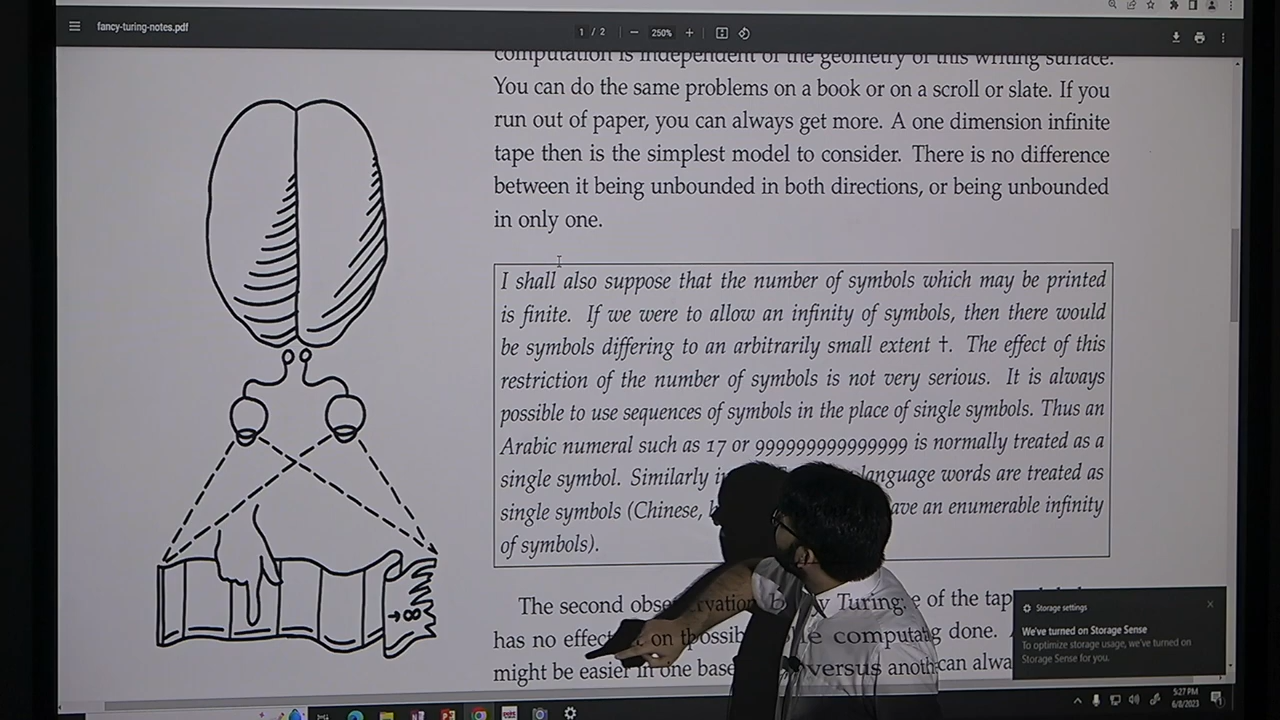 fancy-turing-notes.pdf
1 / 2
250%
computation is independent of the geometry of this writing surface.
You can do the same problems on a book or on a scroll or slate. If you
run out of paper, you can always get more. A one dimension infinite
tape then is the simplest model to consider. There is no difference
between it being unbounded in both directions, or being unbounded
in only one.
I shall also suppose that the number of symbols which may be printed
is finite. If we were to allow an infinity of symbols, then there would
be symbols differing to an arbitrarily small extent †. The effect of this
restriction of the number of symbols is not very serious. It is always
possible to use sequences of symbols in the place of single symbols. Thus an
Arabic numeral such as 17 or 999999999999999 is normally treated as a
single symbol. Similarly language words are treated as
single symbols (Chinese, have an enumerable infinity
of symbols).
→∞
The second Turing: of the
has no effect on computing done.
might be easier in one base versus can
Storage settings
We've turned on Storage Sense
To optimize storage usage, we've turned on
Storage Sense for you.
5:27 PM
6/8/2023